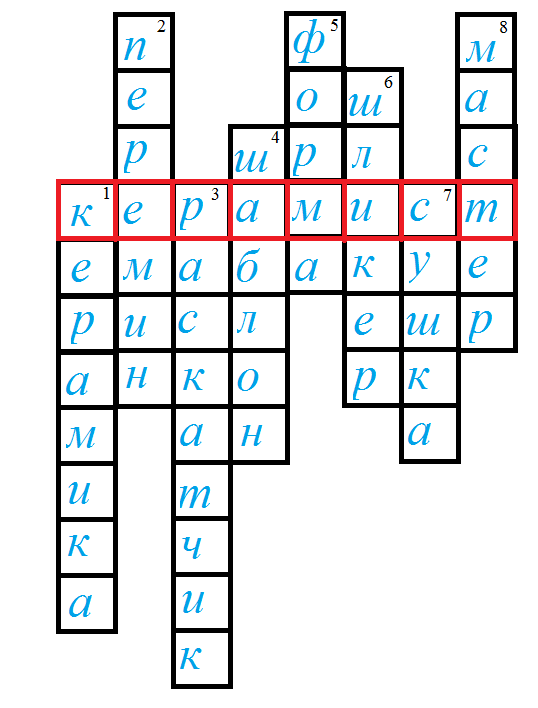 1 керамика
2 перемин
3 раскатчик
4 шаблон
5 форма
6 шликер
7 сушка
8 мастер
керамист